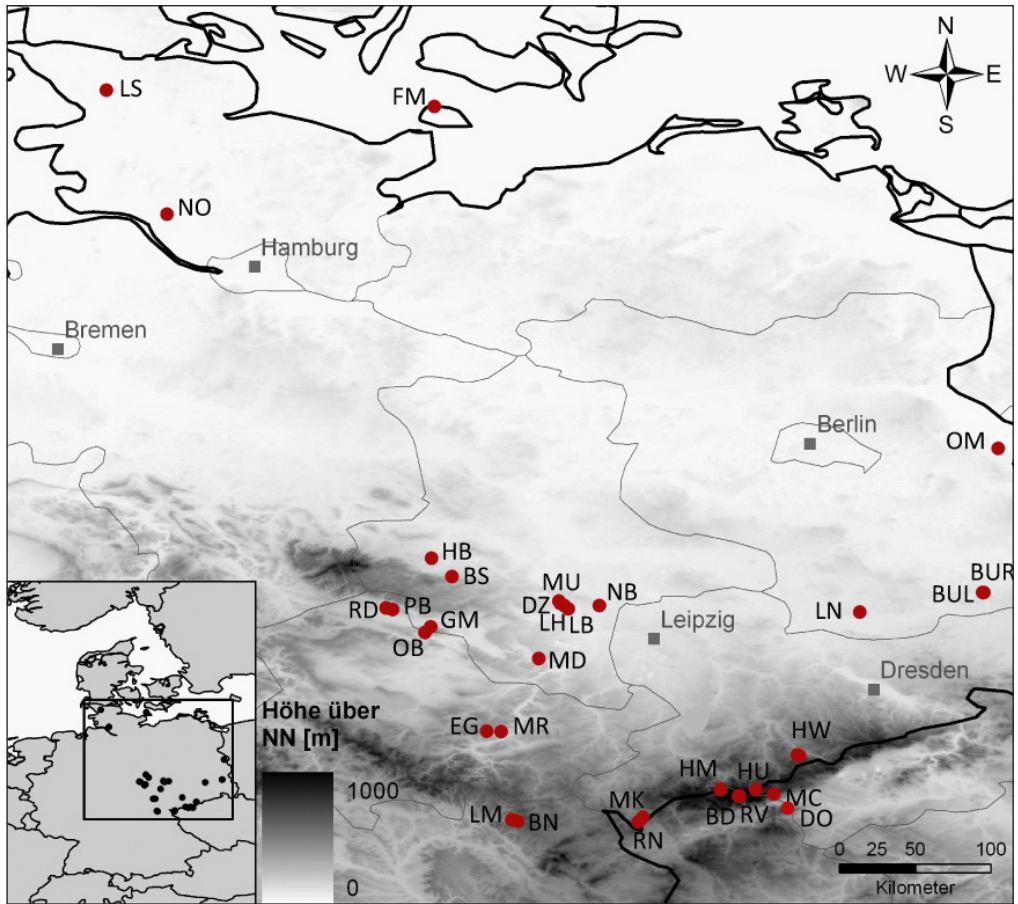 N
W E
S
LS
FM
NO
Hamburg
Bremen
Berlin
OM
HB
BS
MU
BUR
RD PB
DZ
NB
BUL
GM
LH LB
LN
OB
Leipzig
MD
Dresden
Höhe über
NN [m]
EG MR
HW
1000
HM HU
MK
MC
LM BN
BD RV
DO
RN
0 25 50 100
Kilometer
0